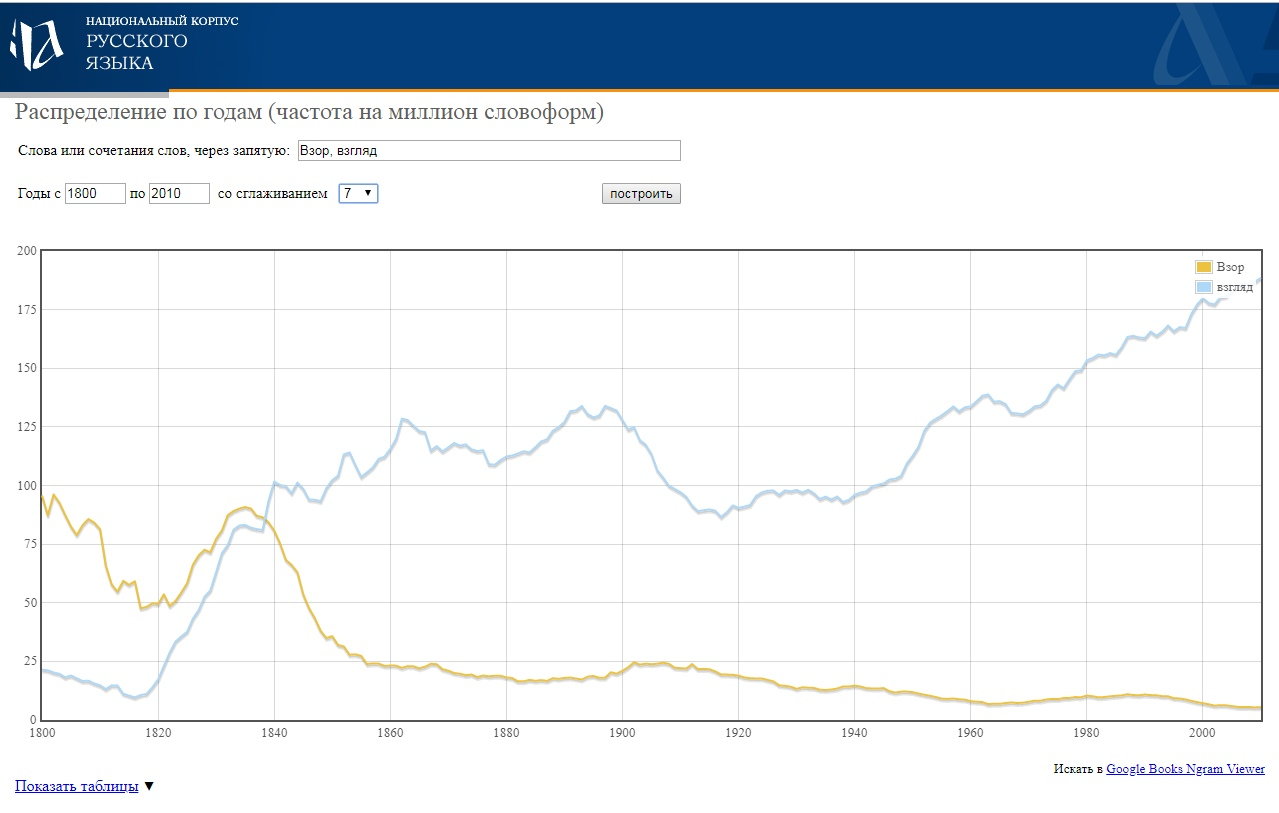 НАЦИОНАЛЬНЫЙ КОРПУС
РУССКОГО
ЯЗЫКА
Распределение по годам (частота на миллион словоформ)
Слова или сочетания слов, через запятую: Взор, взгляд
Годы с 1800 по 2010 со сглаживанием 7 ▼ построить
200
Взор
взгляд
175
150
125
100
75
50
25
0
1800 1820 1840 1860 1880 1900 1920 1940 1960 1980 2000
Искать в Google Books Ngram Viewer
Показать таблицы ▼